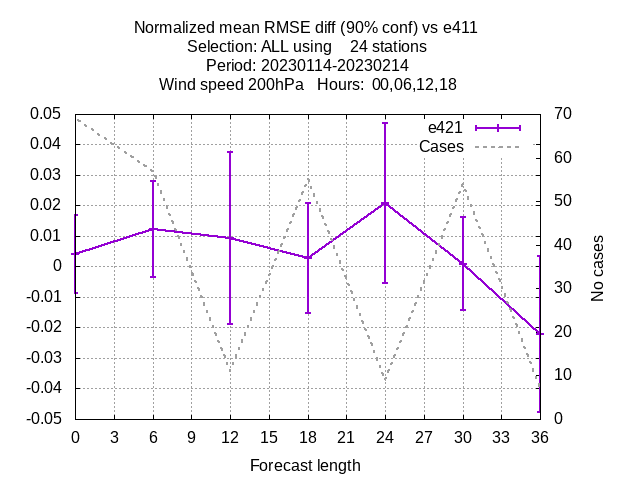 Normalized mean RMSE diff (90% conf) vs e411
Selection: ALL using    24 stations
Period: 20230114-20230214
Wind speed 200hPa   Hours:  00,06,12,18
e421
Cases
0.05
0.04
0.03
0.02
0.01
0
-0.01
-0.02
-0.03
-0.04
-0.05
70
60
50
40
30
20
10
0
No cases
0 3 6 9 12 15 18 21 24 27 30 33 36
Forecast length